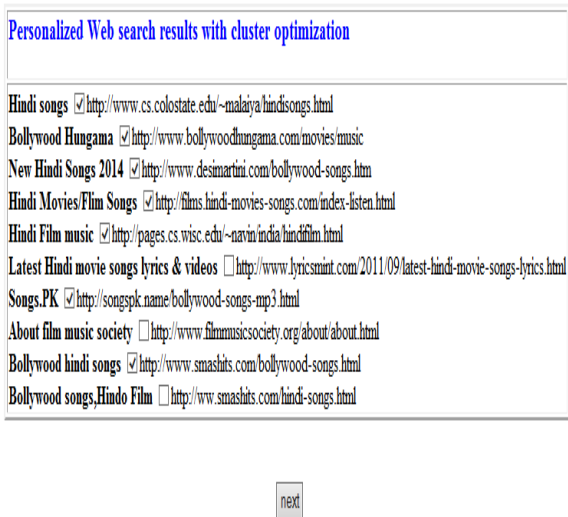 Personalized Web search results with cluster optimization
Hindi songs http://www.cs.colostate.edu/~malaiya/hindisongs.html
Bollywood Hungama http://www.bollywoodhungama.com/movies/music
New Hindi Songs 2014 http://www.desimartini.com/bollywood-songs.htm
Hindi Movies/Flim Songs http://films.hindi-movies-songs.com/index-listen.html
Hindi Film music http://pages.cs.wisc.edu/~navin/india/hindifilm.html
Latest Hindi movie songs lyrics & videos http://www.lyricsmint.com/2011/09/latest-hindi-movie-songs-lyrics.html
Songs.PK http://songspk.name/bollywood-songs-mp3.html
About film music society http://www.filmmusicsociety.org/about/about.html
Bollywood hindi songs http://www.smashits.com/bollywood-songs.html
Bollywood songs,Hindo Film http://ww.smashits.com/hindi-songs.html
next